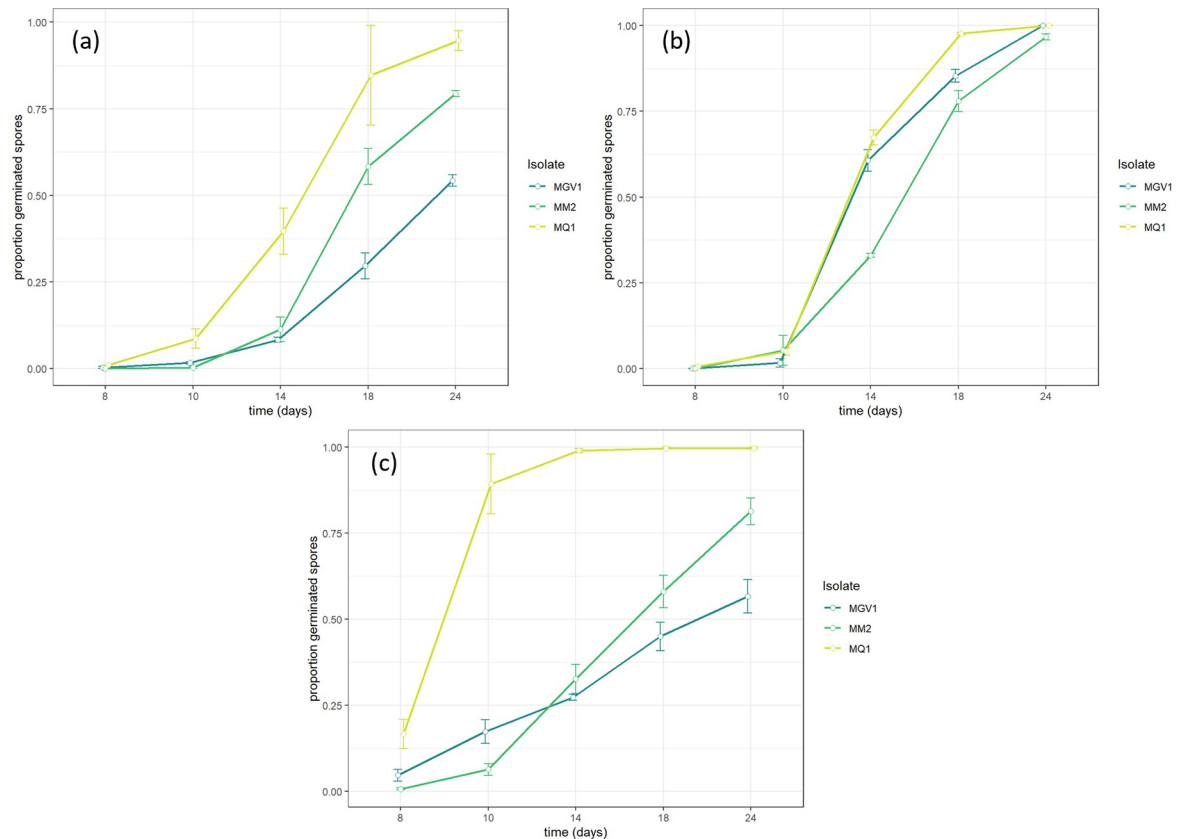 (a)
1.00
0.75
0.50
0.25
0.00
proportion germinated spores
8 10 14 18 24
time (days)
Isolate
MGV1
MM2
MQ1
(b)
1.00
0.75
0.50
0.25
0.00
proportion germinated spores
8 10 14 18 24
time (days)
Isolate
MGV1
MM2
MQ1
(c)
1.00
0.75
0.50
0.25
0.00
proportion germinated spores
8 10 14 18 24
time (days)
Isolate
MGV1
MM2
MQ1